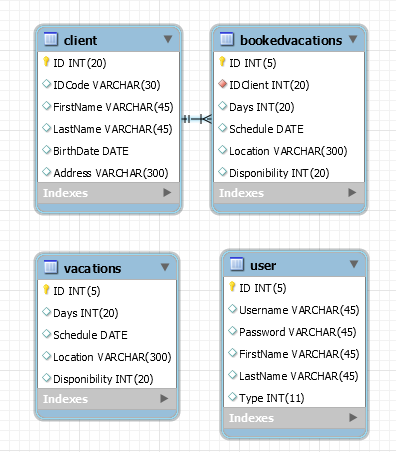 client
ID INT(20)
IDCode VARCHAR(30)
FirstName VARCHAR(45)
LastName VARCHAR(45)
BirthDate DATE
Address VARCHAR(300)
Indexes
bookedvacations
ID INT(5)
IDClient INT(20)
Days INT(20)
Schedule DATE
Location VARCHAR(300)
Disponibility INT(20)
Indexes
vacations
ID INT(5)
Days INT(20)
Schedule DATE
Location VARCHAR(300)
Disponibility INT(20)
Indexes
user
ID INT(5)
Username VARCHAR(45)
Password VARCHAR(45)
FirstName VARCHAR(45)
LastName VARCHAR(45)
Type INT(11)
Indexes